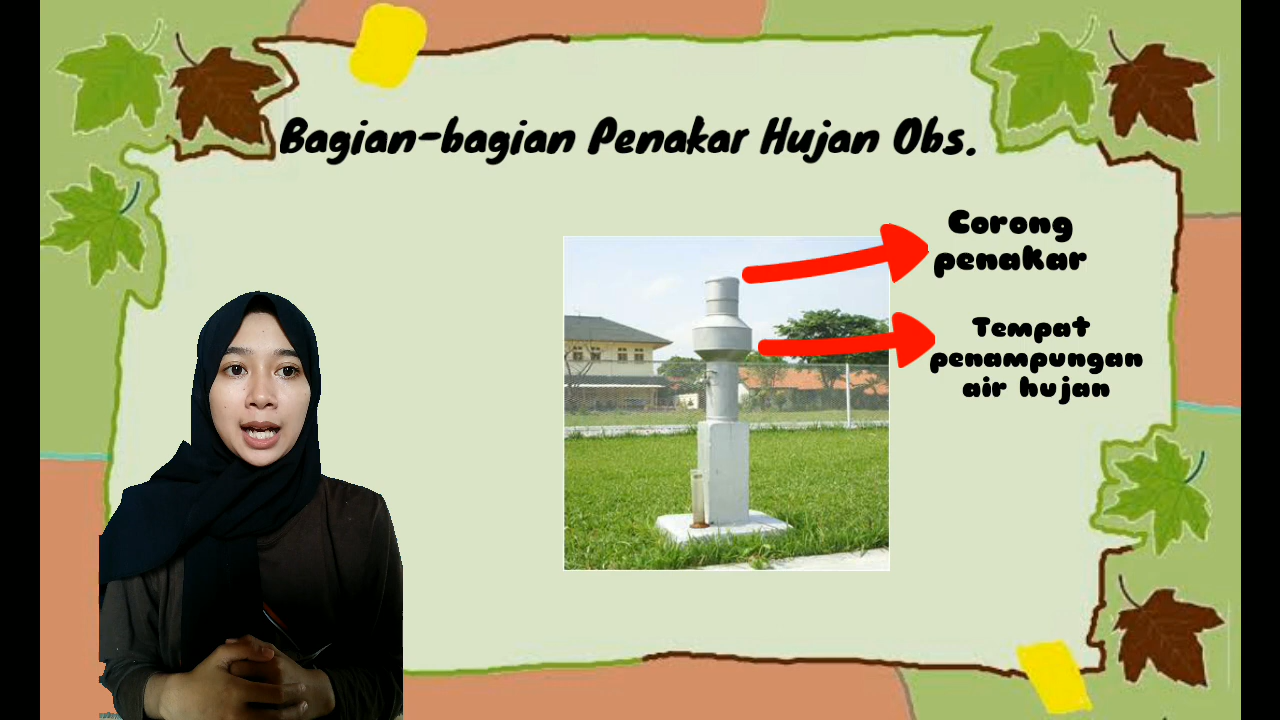 Bagian-bagian Penakar Hujan Obs.
Corong
penakar
Tempat
penampungan
air hujan